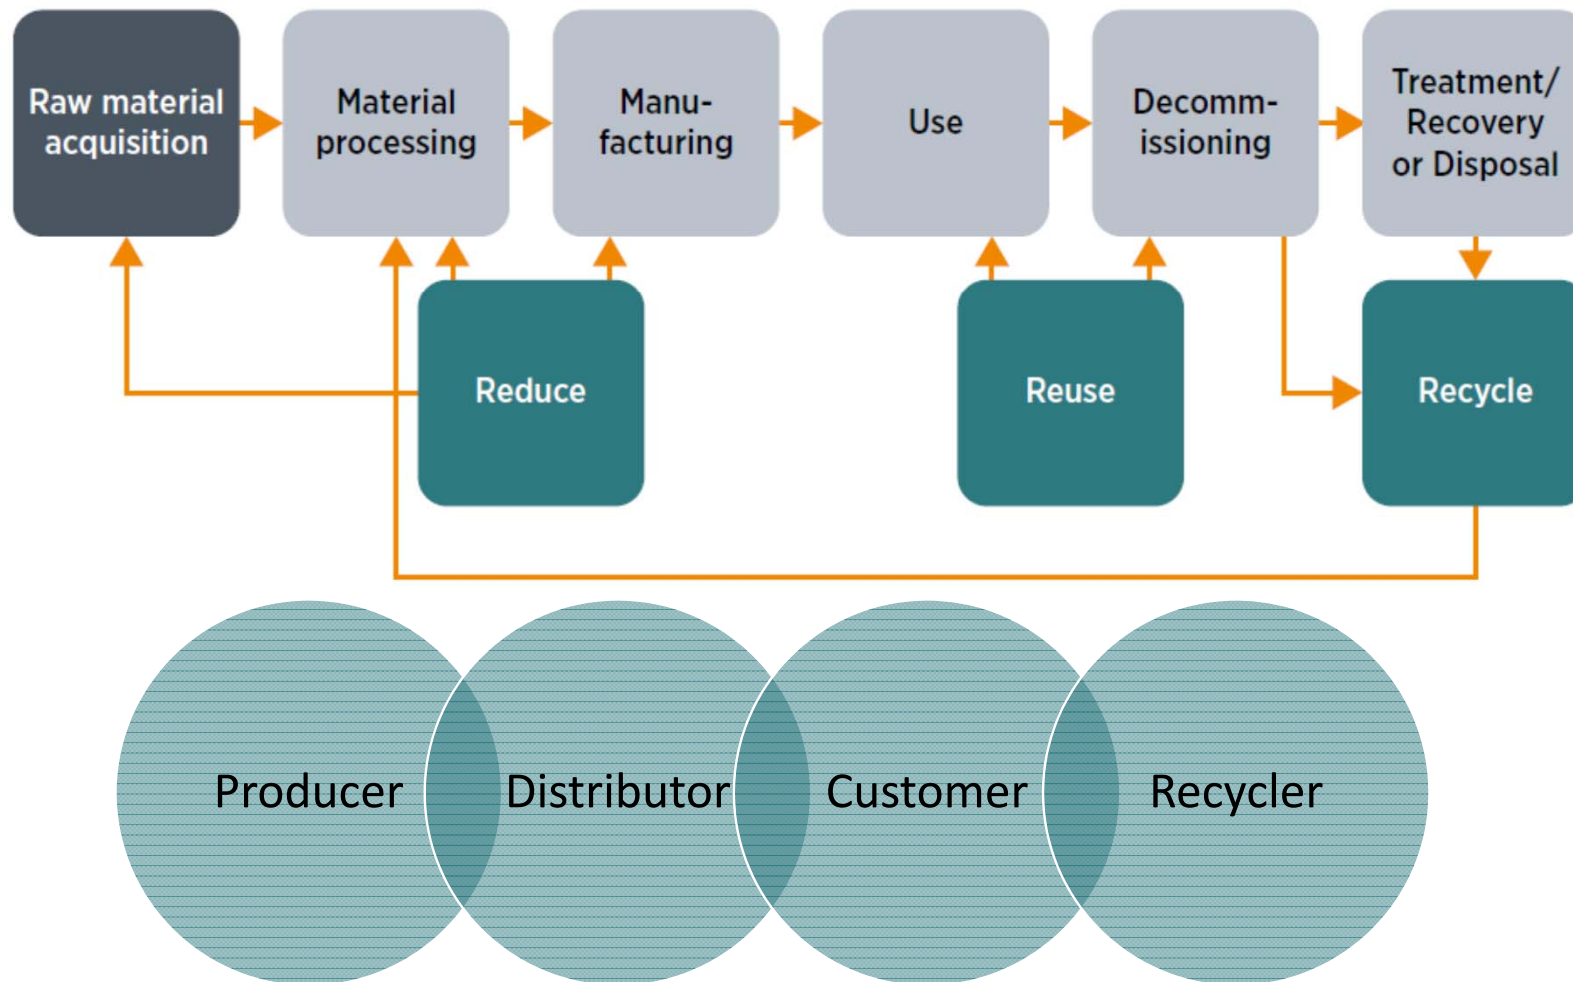 Raw material
acquisition
Material
processing
Manu-
facturing
Use
Decomm-
issioning
Treatment/
Recovery
or Disposal
Reduce
Reuse
Recycle
Producer
Distributor
Customer
Recycler